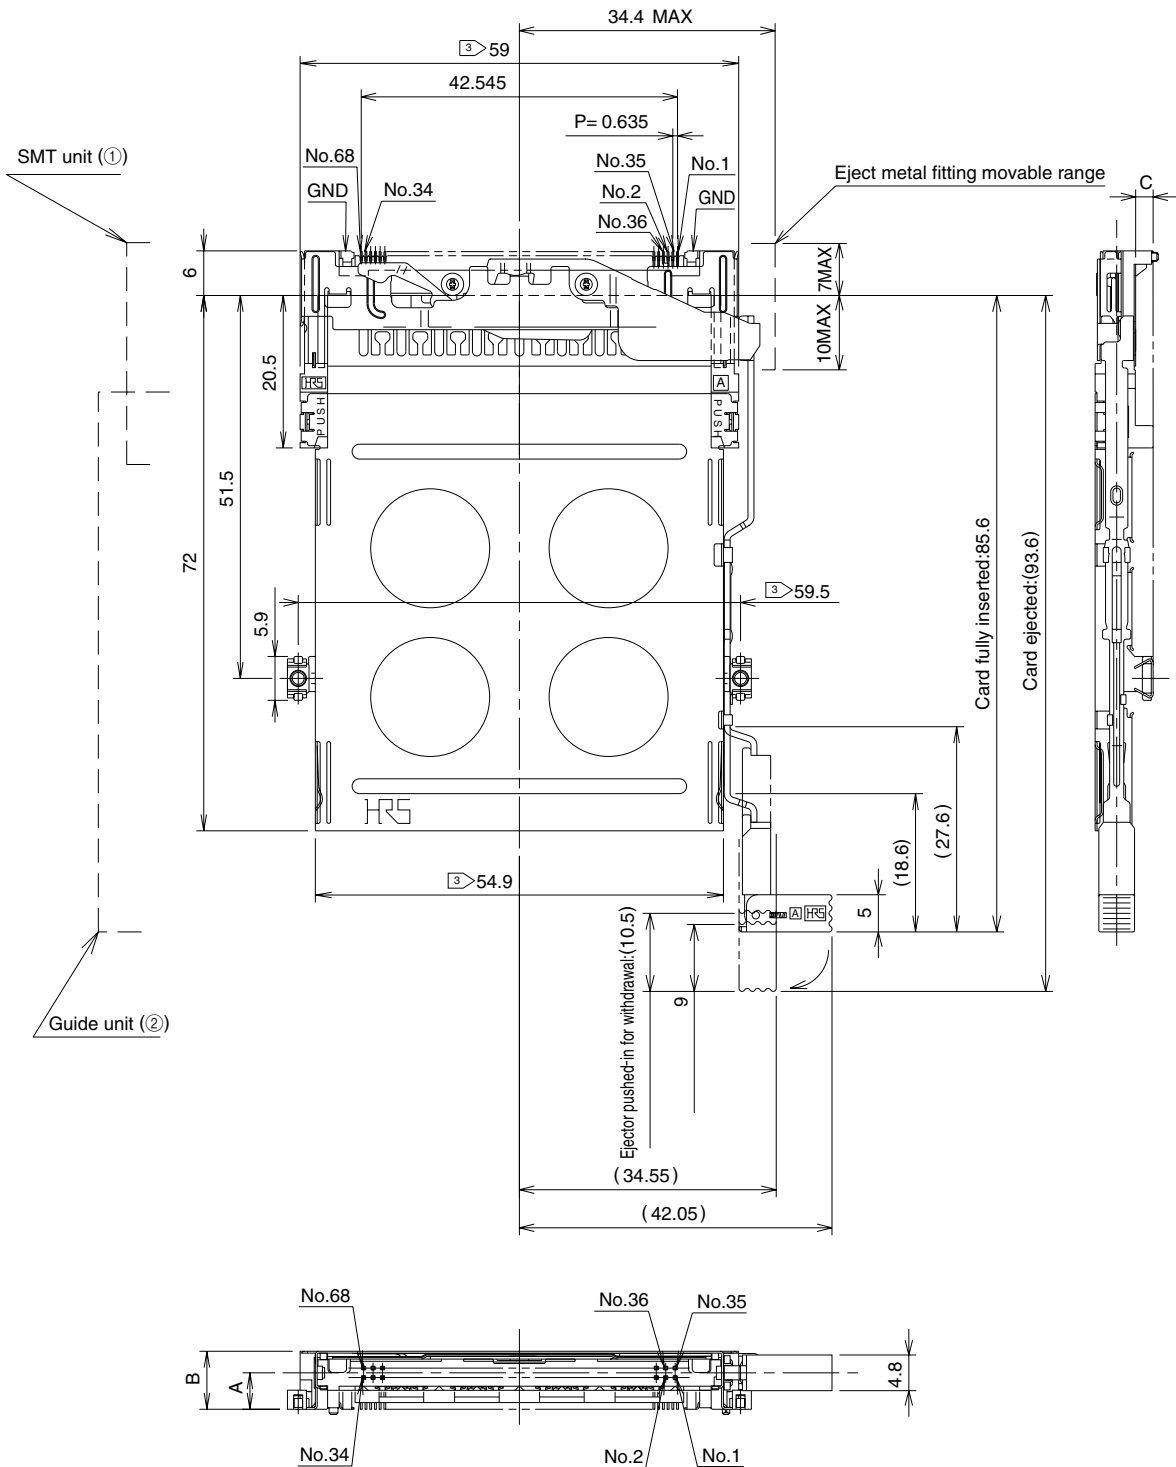 34.4 MAX
3 59
42.545
P= 0.635
SMT unit (①)
No.68
No.35
No.1
Eject metal fitting movable range
C
GND
No.34
No.2
GND
No.36
6
7MAX
10MAX
20.5
HRS
A
PUSH
PUSH
51.5
72
5.9
3 59.5
Card fully inserted:85.6
Card ejected:(93.6)
HRS
(27.6)
(18.6)
3 54.9
A HRS
5
Ejector pushed-in for withdrawal:(10.5)
9
Guide unit (②)
(34.55)
(42.05)
No.68
No.36
No.35
B
A
4.8
No.34
No.2
No.1